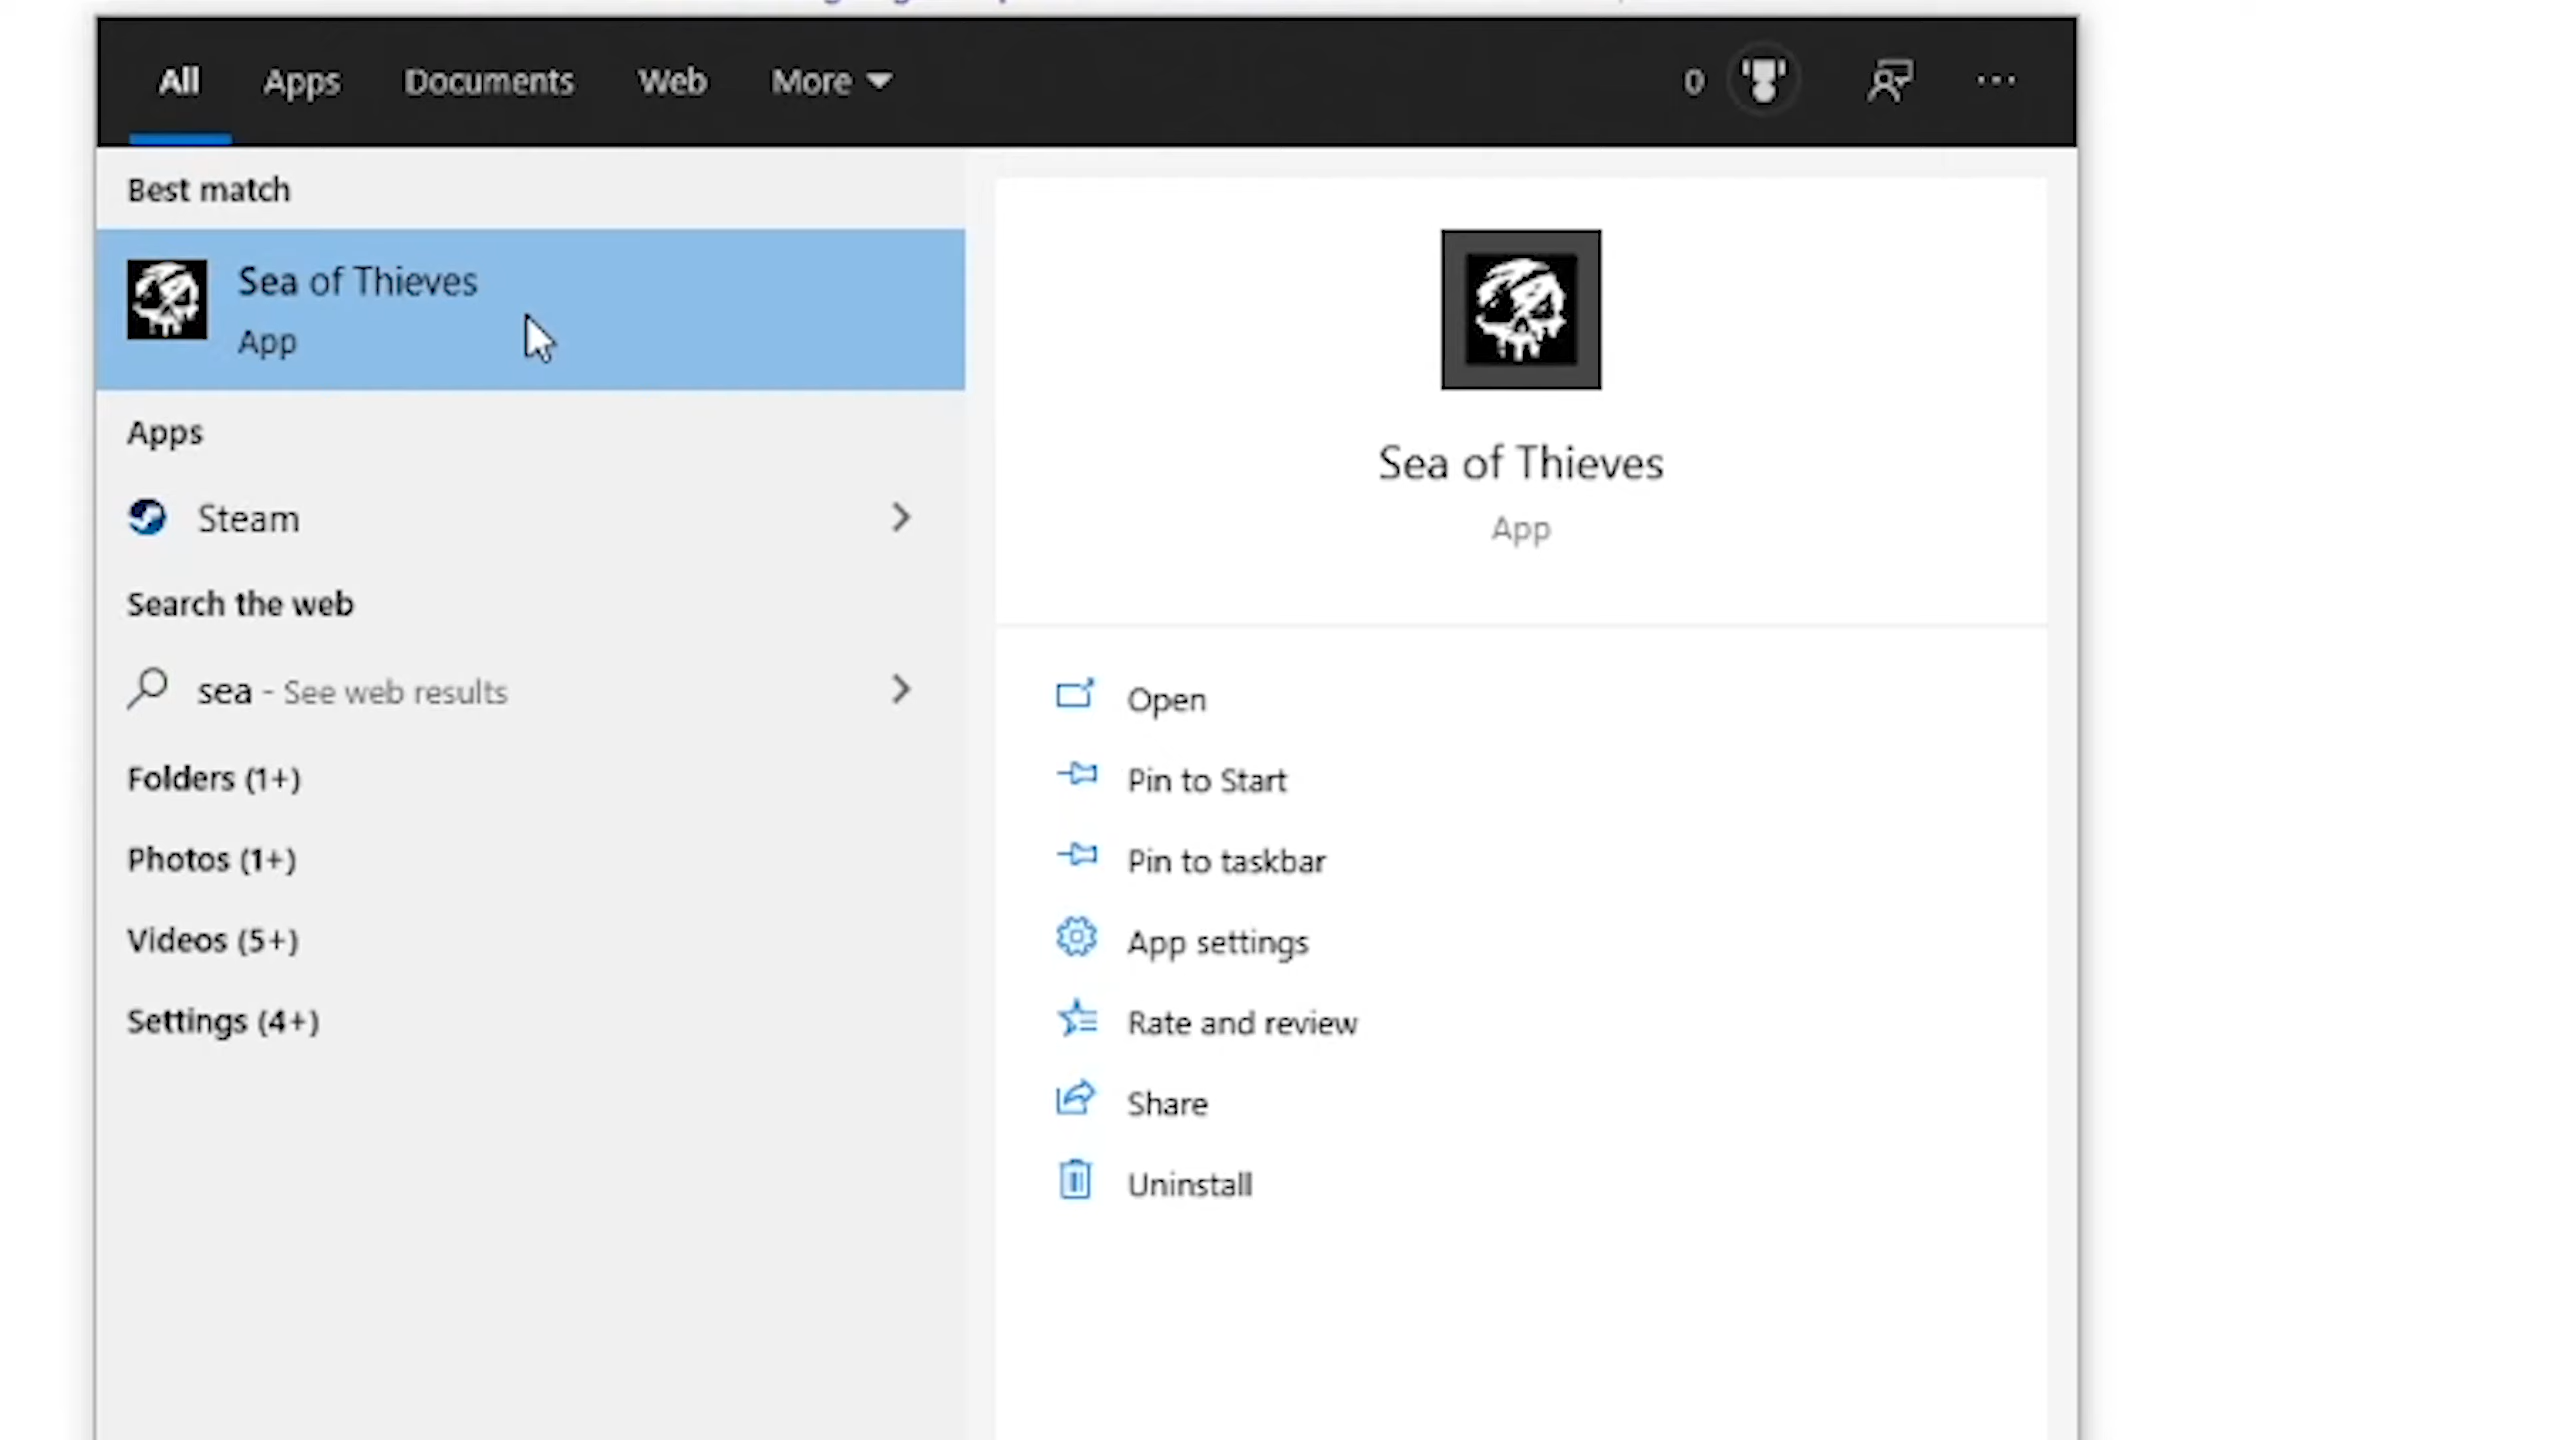 All Apps Documents Web More 0 ...
Best match
Sea of Thieves
App
Apps
Steam
Search the web
sea - See web results
Folders (1+)
Photos (1+)
Videos (5+)
Settings (4+)
Sea of Thieves
App
Open
Pin to Start
Pin to taskbar
App settings
Rate and review
Share
Uninstall